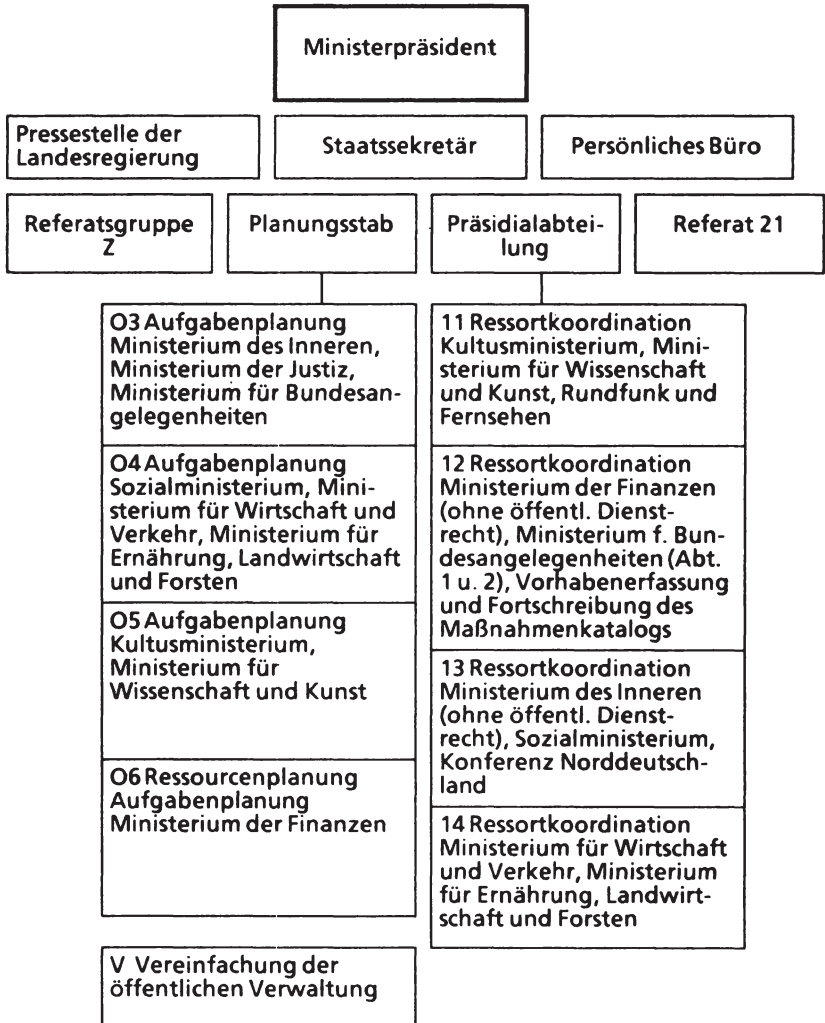 Ministerpräsident
Pressestelle der
Landesregierung
Staatssekretär
Persönliches Büro
Referatsgruppe
Z
Planungsstab
Präsidialabtei-
lung
Referat 21
O3 Aufgabenplanung
Ministerium des Inneren,
Ministerium der Justiz,
Ministerium für Bundesan-
gelegenheiten
O4 Aufgabenplanung
Sozialministerium, Mini-
sterium für Wirtschaft und
Verkehr, Ministerium für
Ernährung, Landwirtschaft
und Forsten
O5 Aufgabenplanung
Kultusministerium,
Ministerium für
Wissenschaft und Kunst
O6 Ressourcenplanung
Aufgabenplanung
Ministerium der Finanzen
V Vereinfachung der
öffentlichen Verwaltung
11 Ressortkoordination
Kultusministerium, Mini-
sterium für Wissenschaft
und Kunst, Rundfunk und
Fernsehen
12 Ressortkoordination
Ministerium der Finanzen
(ohne öffentl. Dienst-
recht), Ministerium f. Bun-
desangelegenheiten (Abt.
1 u. 2), Vorhabenerfassung
und Fortschreibung des
Maßnahmenkatalogs
13 Ressortkoordination
Ministerium des Inneren
(ohne öffentl. Dienst-
recht), Sozialministerium,
Konferenz Norddeutsch-
land
14 Ressortkoordination
Ministerium für Wirtschaft
und Verkehr, Ministerium
für Ernährung, Landwirt-
schaft und Forsten